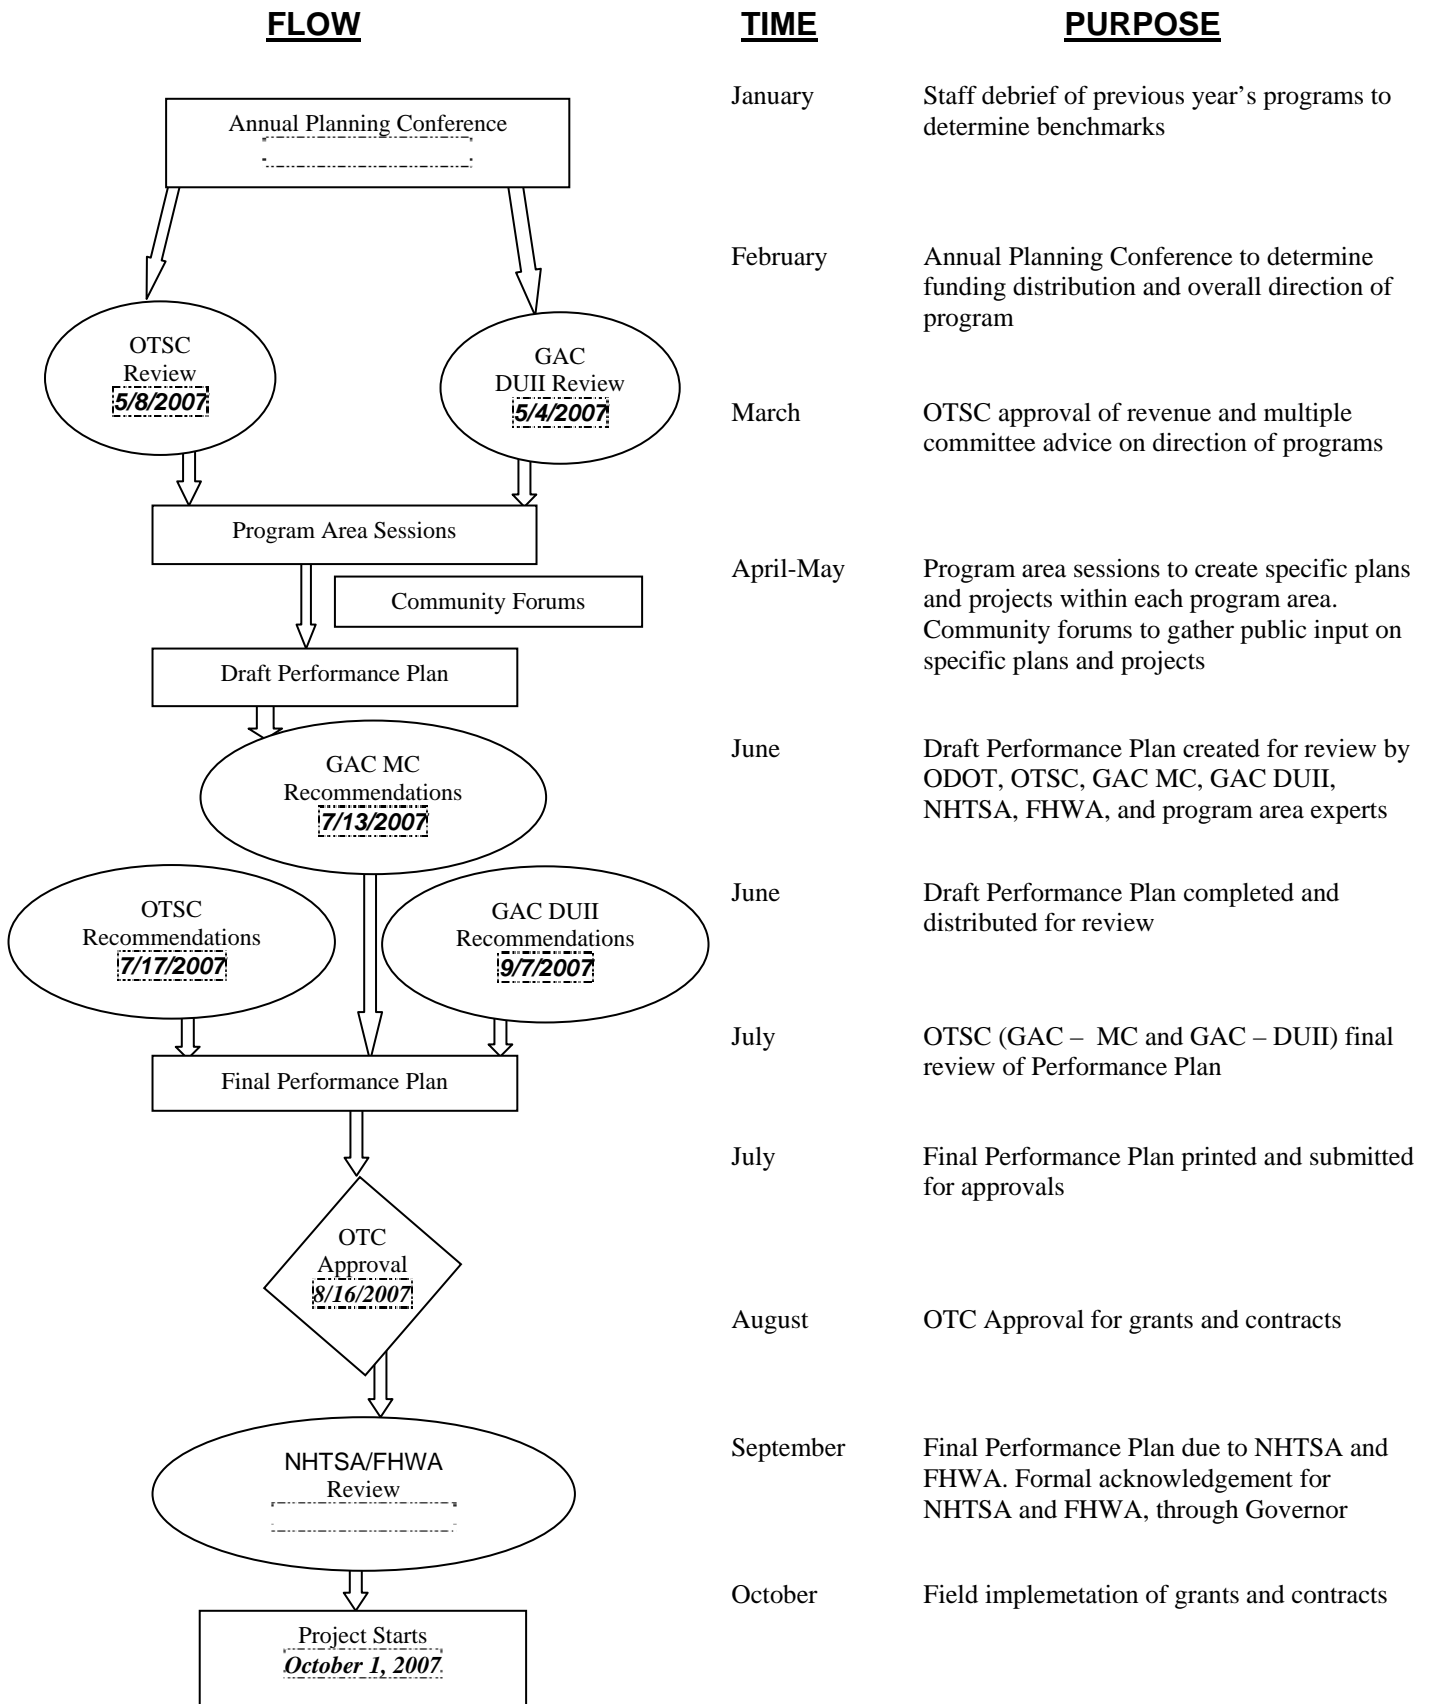 FLOW
TIME
PURPOSE
Annual Planning Conference
OTSC
Review
5/8/2007
GAC
DUII Review
5/4/2007
Program Area Sessions
Community Forums
Draft Performance Plan
GAC MC
Recommendations
7/13/2007
OTSC
Recommendations
7/17/2007
GAC DUII
Recommendations
9/7/2007
Final Performance Plan
OTC
Approval
8/16/2007
NHTSA/FHWA
Review
Project Starts
October 1, 2007
January
Staff debrief of previous year’s programs to
determine benchmarks
February
Annual Planning Conference to determine
funding distribution and overall direction of
program
March
OTSC approval of revenue and multiple
committee advice on direction of programs
April-May
Program area sessions to create specific plans
and projects within each program area.
Community forums to gather public input on
specific plans and projects
June
Draft Performance Plan created for review by
ODOT, OTSC, GAC MC, GAC DUII,
NHTSA, FHWA, and program area experts
June
Draft Performance Plan completed and
distributed for review
July
OTSC (GAC –  MC and GAC – DUII) final
review of Performance Plan
July
Final Performance Plan printed and submitted
for approvals
August
OTC Approval for grants and contracts
September
Final Performance Plan due to NHTSA and
FHWA. Formal acknowledgement for
NHTSA and FHWA, through Governor
October
Field implemetation of grants and contracts